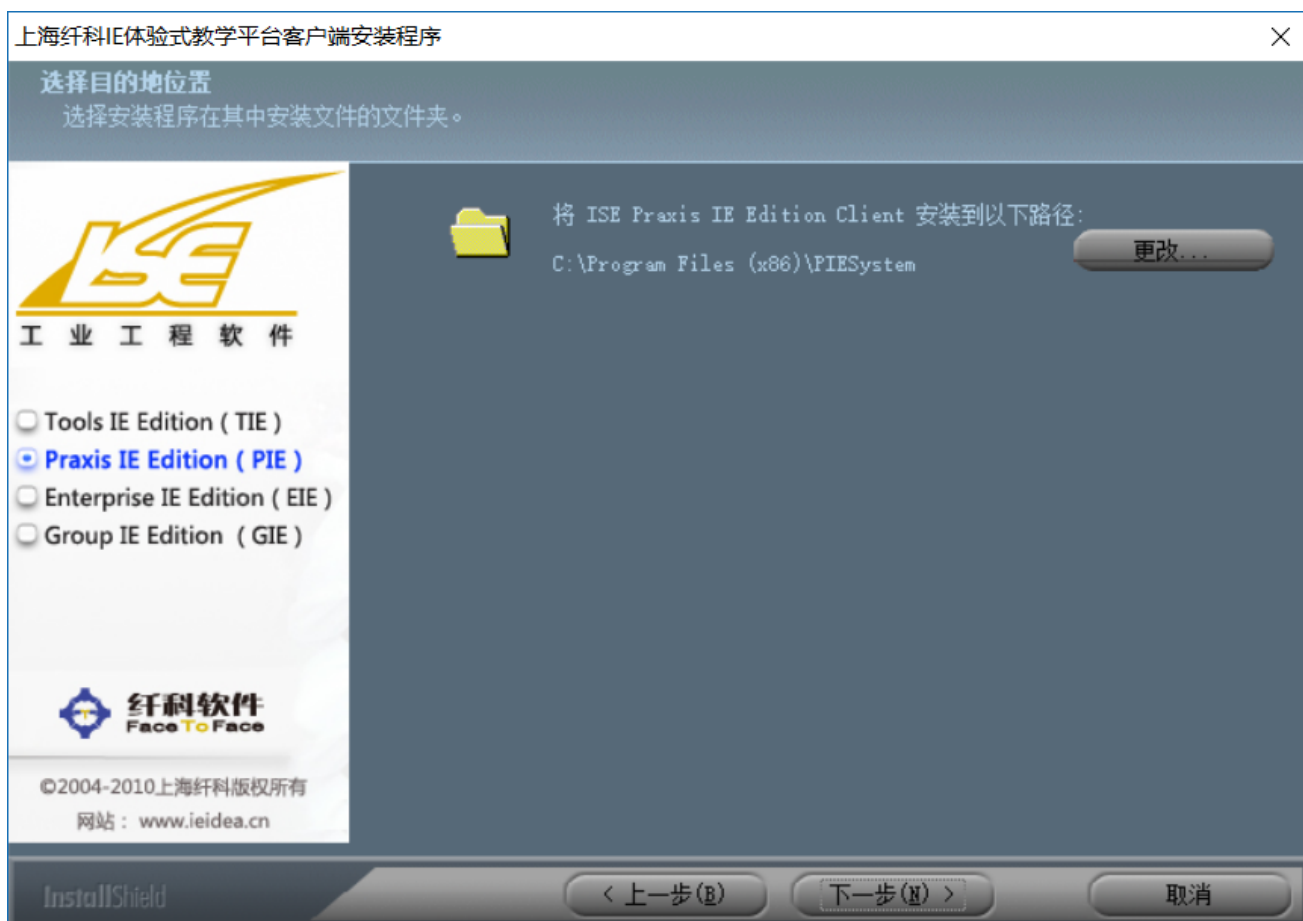 上海纤科IE体验式教学平台客户端安装程序
选择目的地位置
选择安装程序在其中安装文件的文件夹。
ISE
工业工程软件
Tools IE Edition ( TIE )
Praxis IE Edition ( PIE )
Enterprise IE Edition ( EIE )
Group IE Edition ( GIE )
纤科软件
Face To Face
©2004-2010上海纤科版权所有
网站：www.ieidea.cn
将 ISE Praxis IE Edition Client 安装到以下路径:
C:\Program Files (x86)\PIESystem
更改...
InstallShield
< 上一步(B)
下一步(N) >
取消